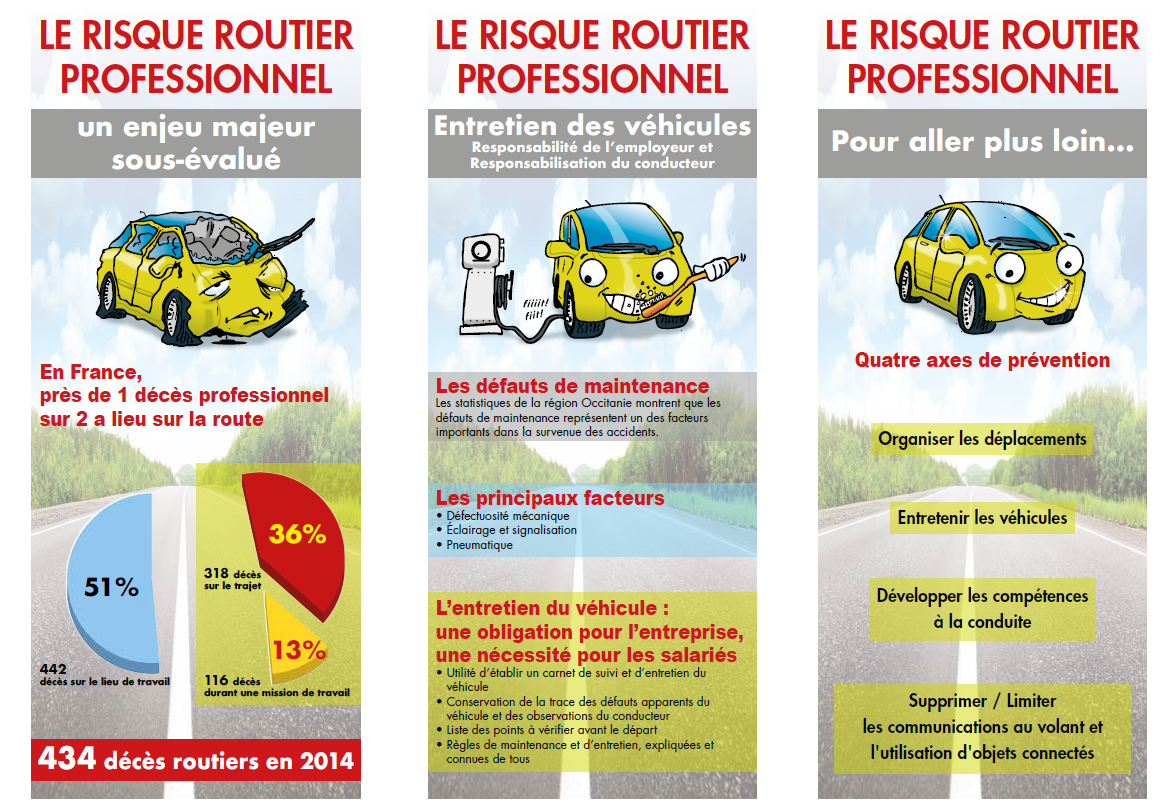 LE RISQUE ROUTIER
PROFESSIONNEL
un enjeu majeur
sous-évalué
En France,
près de 1 décès professionnel
sur 2 a lieu sur la route
36%
318 décès
sur le trajet
51%
13%
442
décès sur le lieu de travail
116 décès
durant une mission de travail
434 décès routiers en 2014
LE RISQUE ROUTIER
PROFESSIONNEL
Entretien des véhicules
Responsabilité de l'employeur et
Responsabilisation du conducteur
fiiiiit!
fiit!
Les défauts de maintenance
Les statistiques de la région Occitanie montrent que les
défauts de maintenance représentent un des facteurs
importants dans la survenue des accidents.
Les principaux facteurs
• Défectuosité mécanique
• Éclairage et signalisation
• Pneumatique
L'entretien du véhicule :
une obligation pour l'entreprise,
une nécessité pour les salariés
• Utilité d'établir un carnet de suivi et d'entretien du
véhicule
• Conservation de la trace des défauts apparents du
véhicule et des observations du conducteur
• Liste des points à vérifier avant le départ
• Règles de maintenance et d'entretien, expliquées et
connues de tous
LE RISQUE ROUTIER
PROFESSIONNEL
Pour aller plus loin...
Quatre axes de prévention
Organiser les déplacements
Entretenir les véhicules
Développer les compétences
à la conduite
Supprimer / Limiter
les communications au volant et
l'utilisation d'objets connectés